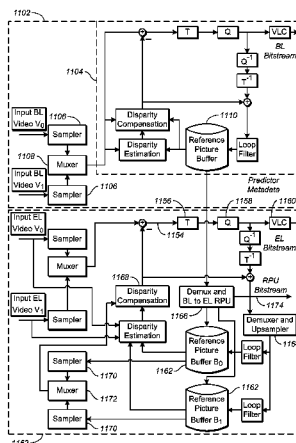 1102
1104
T
Q
VLC
BL
Bitstream
Q-1
T-1
Input BL
Video V0
1106
Sampler
1108
Muxer
Input BL
Video V1
Sampler
1106
Disparity
Compensation
Disparity
Estimation
1110
Reference
Picture
Buffer
Loop
Filter
Predictor
Metadata
1156
1158
1160
T
Q
VLC
1154
EL
Bitstream
Q-1
T-1
Input EL
Video V0
Sampler
Muxer
Input EL
Video V1
Sampler
1168
Disparity
Compensation
Disparity
Estimation
Demux and
BL to EL RPU
1166
RPU
Bitstream
1174
Demuxer and
Upsampler
1164
Reference
Picture
Buffer B0
1162
Loop
Filter
Sampler
1170
Muxer
1172
Sampler
1170
1162
Reference
Picture
Buffer B1
Loop
Filter
1152